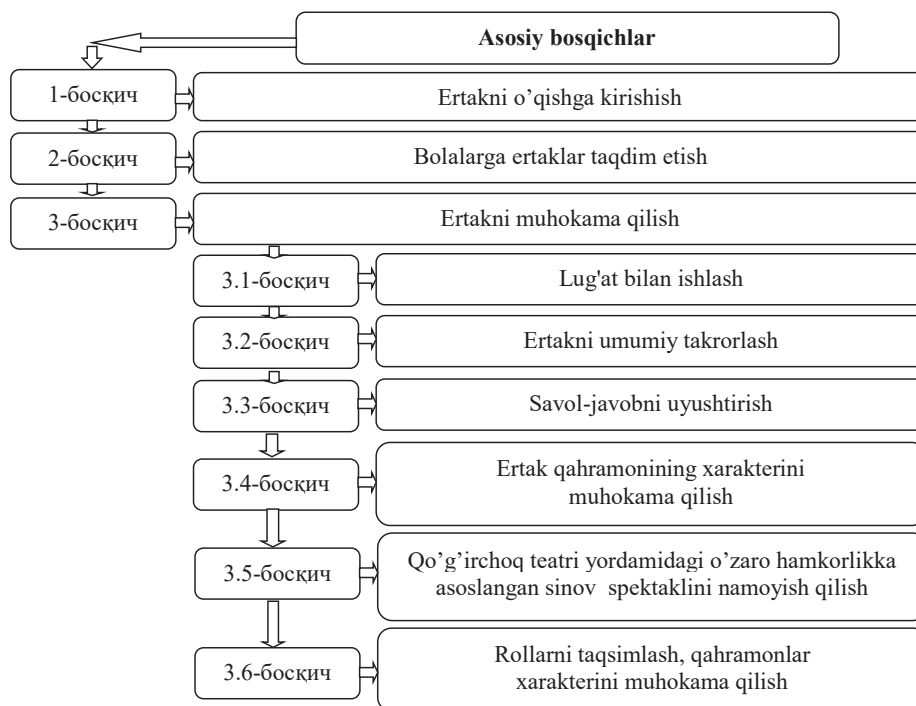 Asosiy bosqichlar
1-босқич
Ertakni o’qishga kirishish
2-босқич
Bolalarga ertaklar taqdim etish
3-босқич
Ertakni muhokama qilish
3.1-босқич
Lug'at bilan ishlash
3.2-босқич
Ertakni umumiy takrorlash
3.3-босқич
Savol-javobni uyushtirish
3.4-босқич
Ertak qahramonining xarakterini
muhokama qilish
3.5-босқич
Qo’g’irchoq teatri yordamidagi o’zaro hamkorlikka
asoslangan sinov spektaklini namoyish qilish
3.6-босқич
Rollarni taqsimlash, qahramonlar
xarakterini muhokama qilish